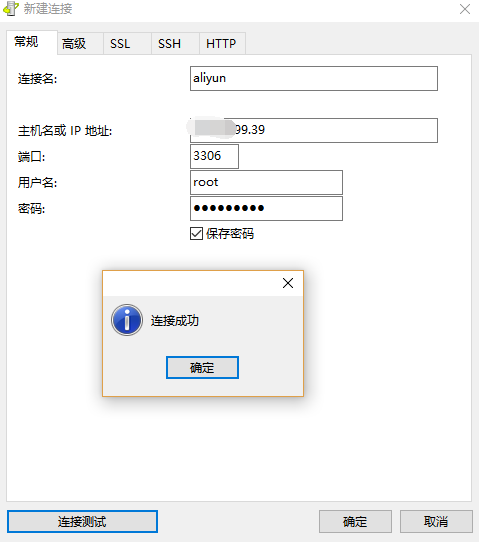 新建连接
常规 高级 SSL SSH HTTP
连接名: aliyun
主机名或 IP 地址: 99.39
端口: 3306
用户名: root
密码: ●●●●●●●●●
保存密码
连接成功
确定
连接测试 确定 取消